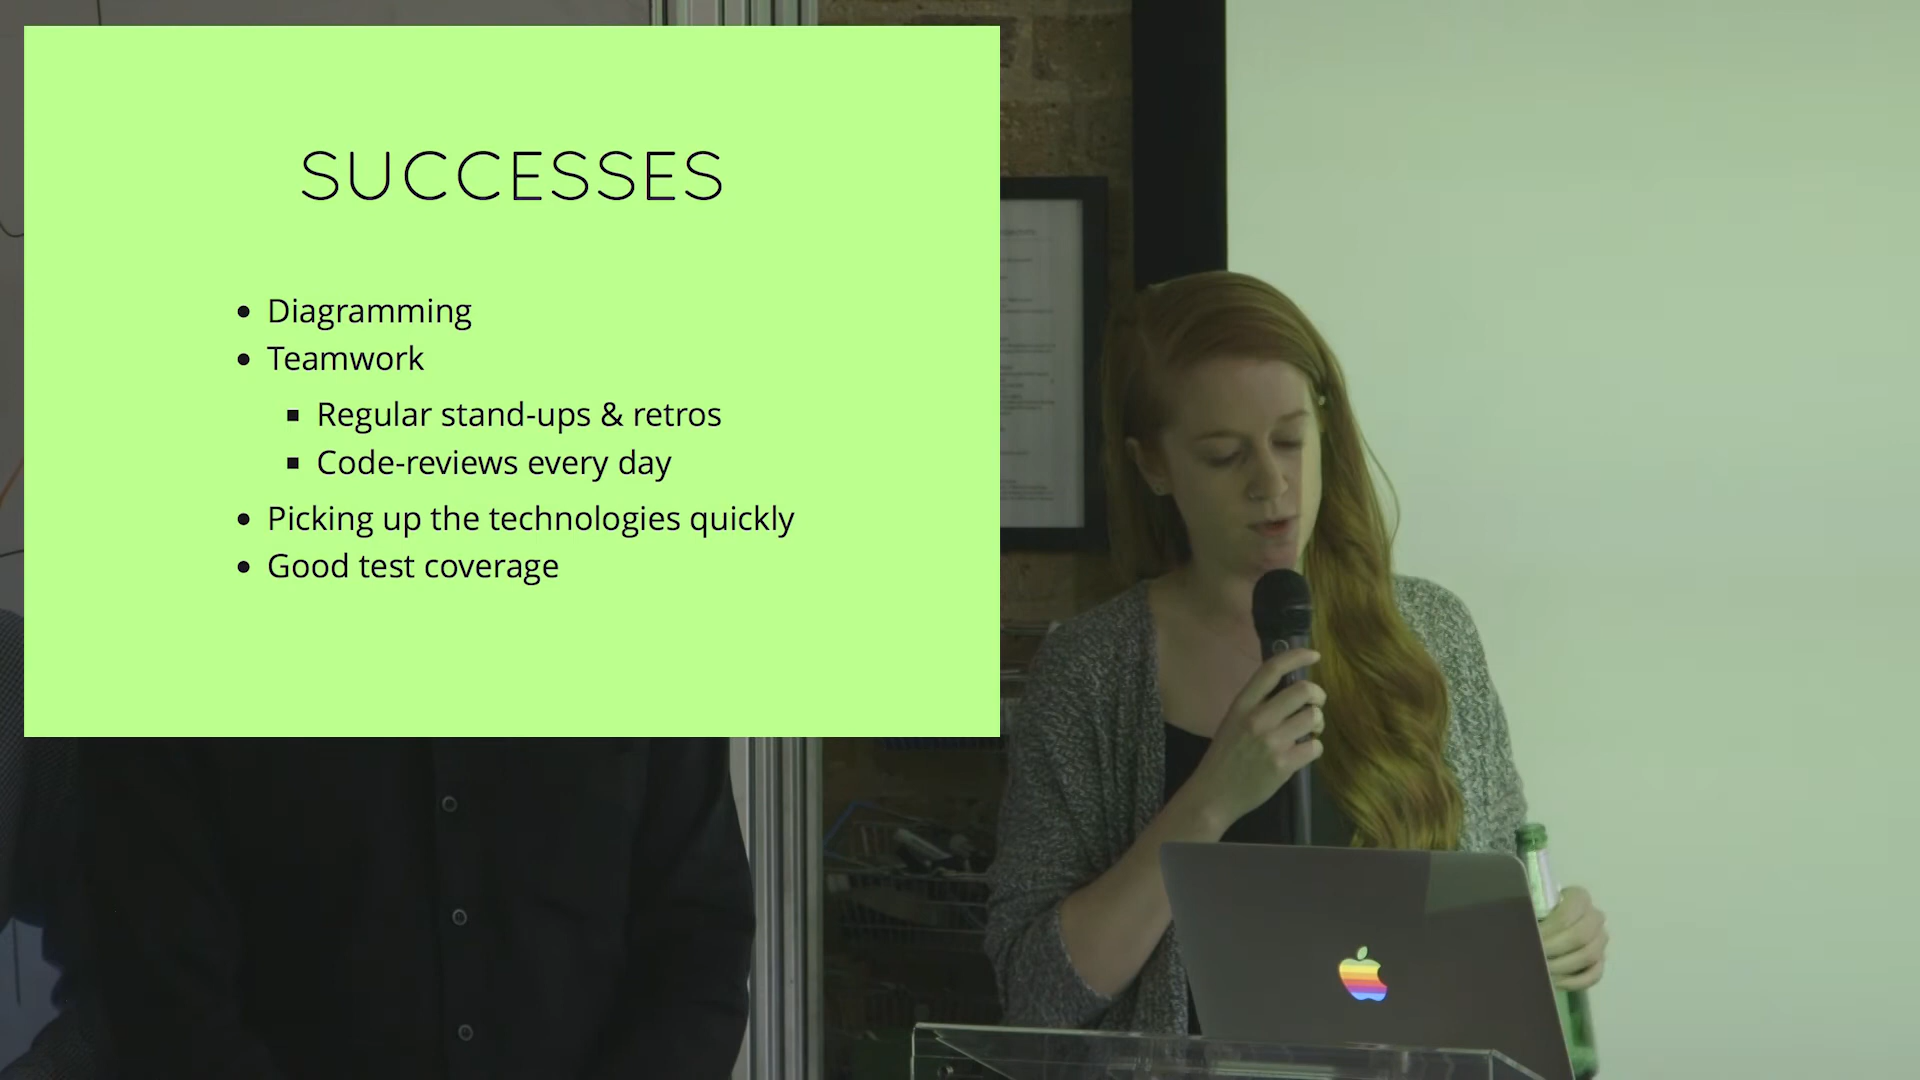 SUCCESSES
Diagramming
Teamwork
Regular stand-ups & retros
Code-reviews every day
Picking up the technologies quickly
Good test coverage